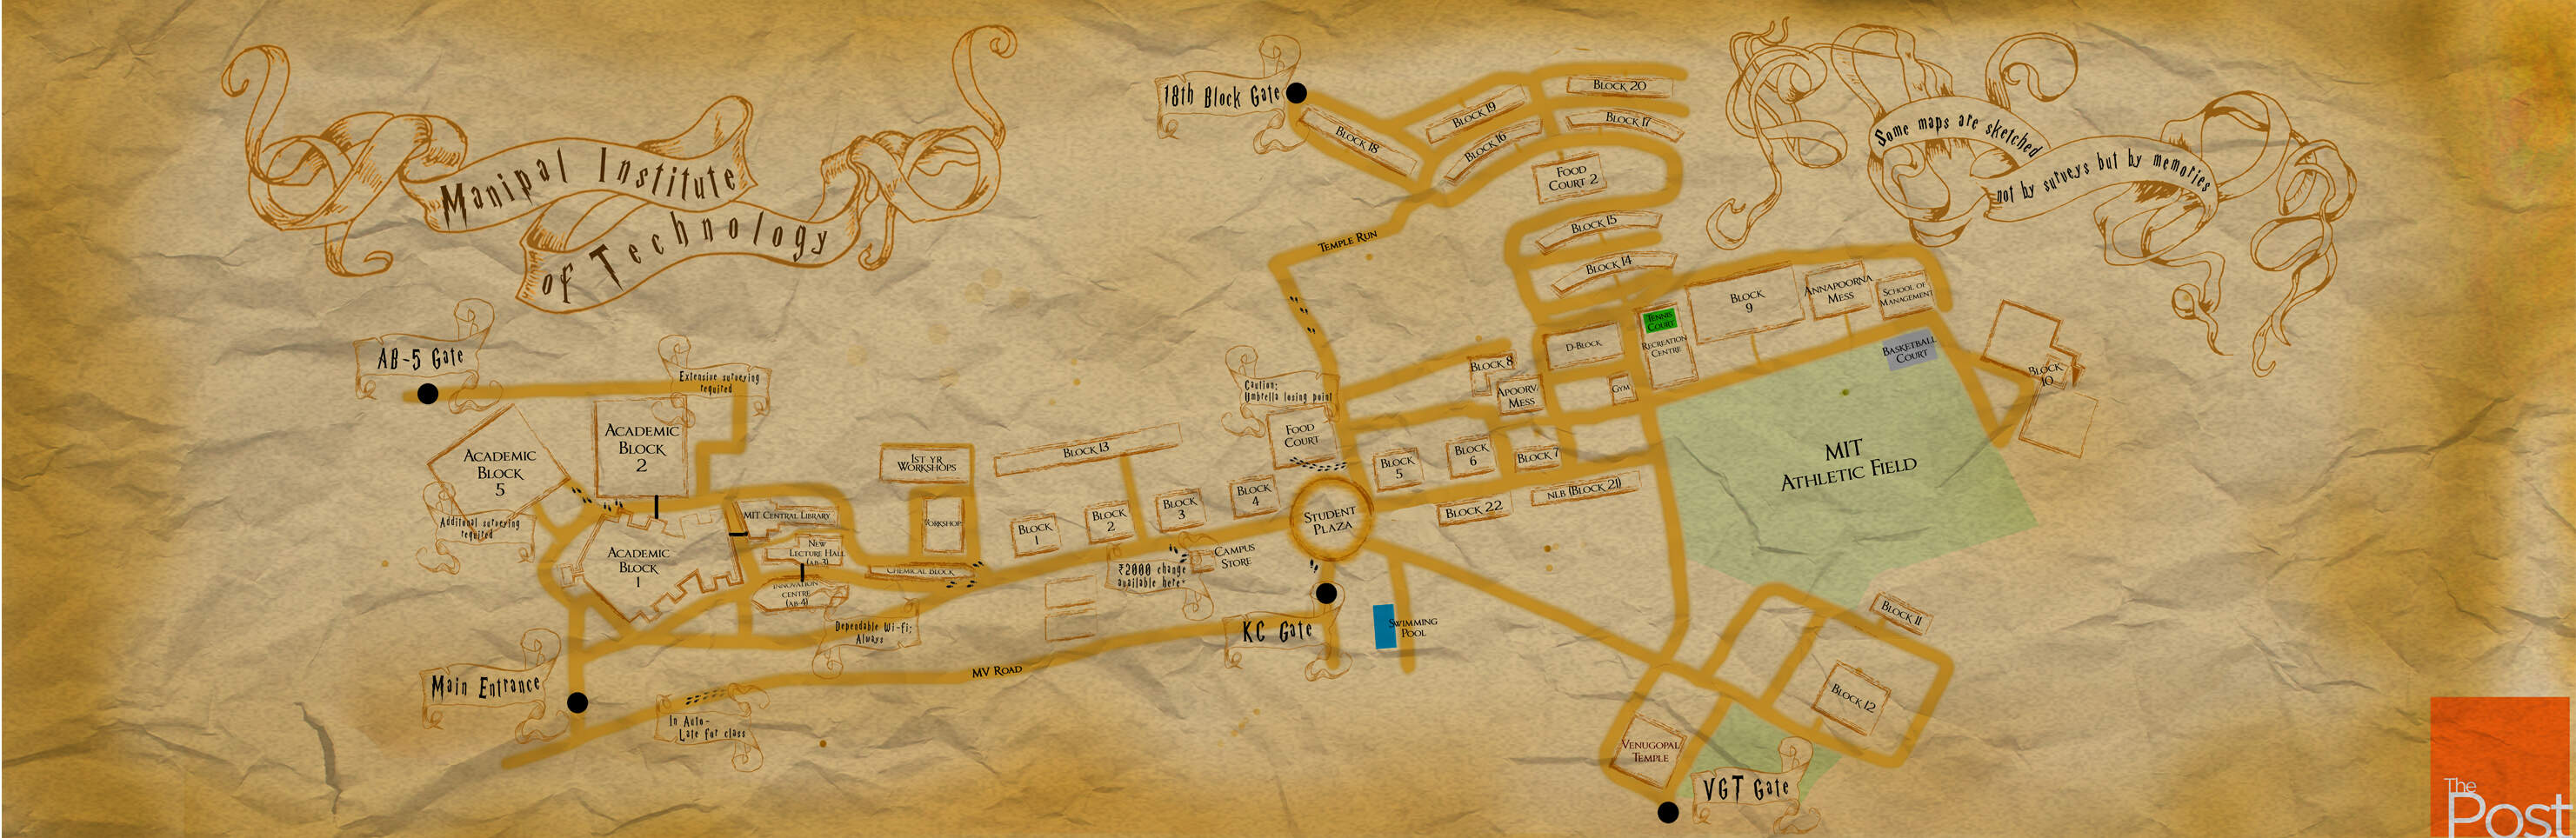 Manipal Institute
of Technology
18th Block Gate
Some maps are sketched
not by surveys but by memories
Block 18
Block 19
Block 16
Block 20
Block 17
Food
Court 2
Block 15
Block 14
Temple Run
Tennis
Court
Recreation
Centre
Block
9
Annapoorna
Mess
School of
Management
Basketball
Court
Block
10
D-Block
Block 8
Apoorv
Mess
Gym
AB-5 Gate
Extensive surveying
required
Academic
Block
5
Academic
Block
2
Additonal surveying
required
Academic
Block
1
MIT Central Library
New
Lecture Hall
(AB 3)
Innovation
Centre
(AB 4)
1st yr
Workshops
Workshop
Chemical Block
Dependable Wi-Fi;
Always
Block 13
Block
1
Block
2
Block
3
Block
4
Caution;
Umbrella losing point
Food
Court
Student
Plaza
Block
5
Block
6
Block 7
Block 22
NLB (Block 21)
MIT
Athletic Field
₹2000 change
available here*
Campus
Store
KC Gate
Swimming
Pool
Main Entrance
In Auto-
Late for class
MV Road
Block 11
Block 12
Venugopal
Temple
VGT Gate
The
Post